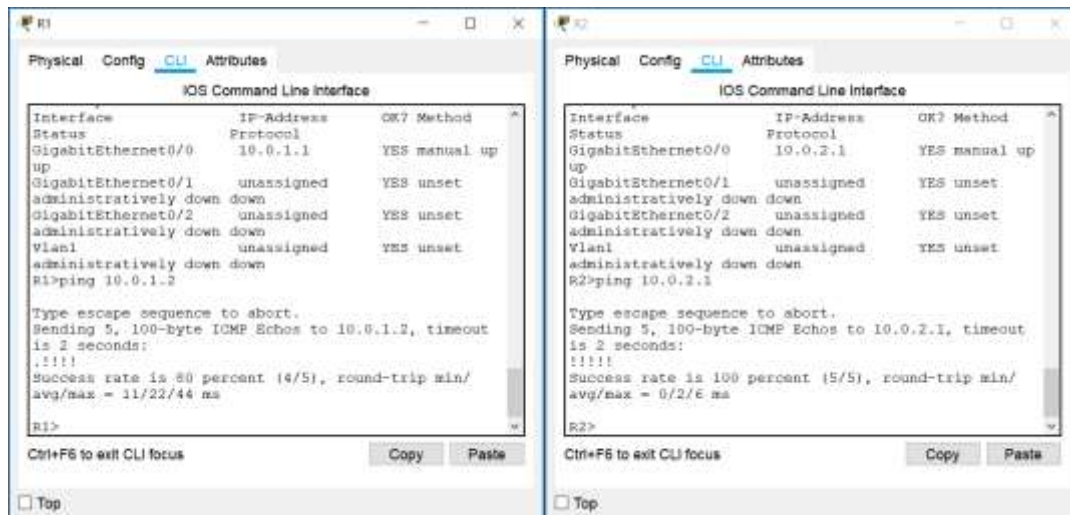 R1
Physical Config CLI Attributes
IOS Command Line Interface
Interface IP-Address OK? Method
Status Protocol
GigabitEthernet0/0 10.0.1.1 YES manual up
up
GigabitEthernet0/1 unassigned YES unset
administratively down down
GigabitEthernet0/2 unassigned YES unset
administratively down down
Vlan1 unassigned YES unset
administratively down down
R1>ping 10.0.1.2
Type escape sequence to abort.
Sending 5, 100-byte ICMP Echos to 10.0.1.2, timeout
is 2 seconds:
.!!!!
Success rate is 80 percent (4/5), round-trip min/
avg/max = 11/22/44 ms
R1>
Ctrl+F6 to exit CLI focus
Copy Paste
Top
R2
Physical Config CLI Attributes
IOS Command Line Interface
Interface IP-Address OK? Method
Status Protocol
GigabitEthernet0/0 10.0.2.1 YES manual up
up
GigabitEthernet0/1 unassigned YES unset
administratively down down
GigabitEthernet0/2 unassigned YES unset
administratively down down
Vlan1 unassigned YES unset
administratively down down
R2>ping 10.0.2.1
Type escape sequence to abort.
Sending 5, 100-byte ICMP Echos to 10.0.2.1, timeout
is 2 seconds:
!!!!!
Success rate is 100 percent (5/5), round-trip min/
avg/max = 0/2/6 ms
R2>
Ctrl+F6 to exit CLI focus
Copy Paste
Top